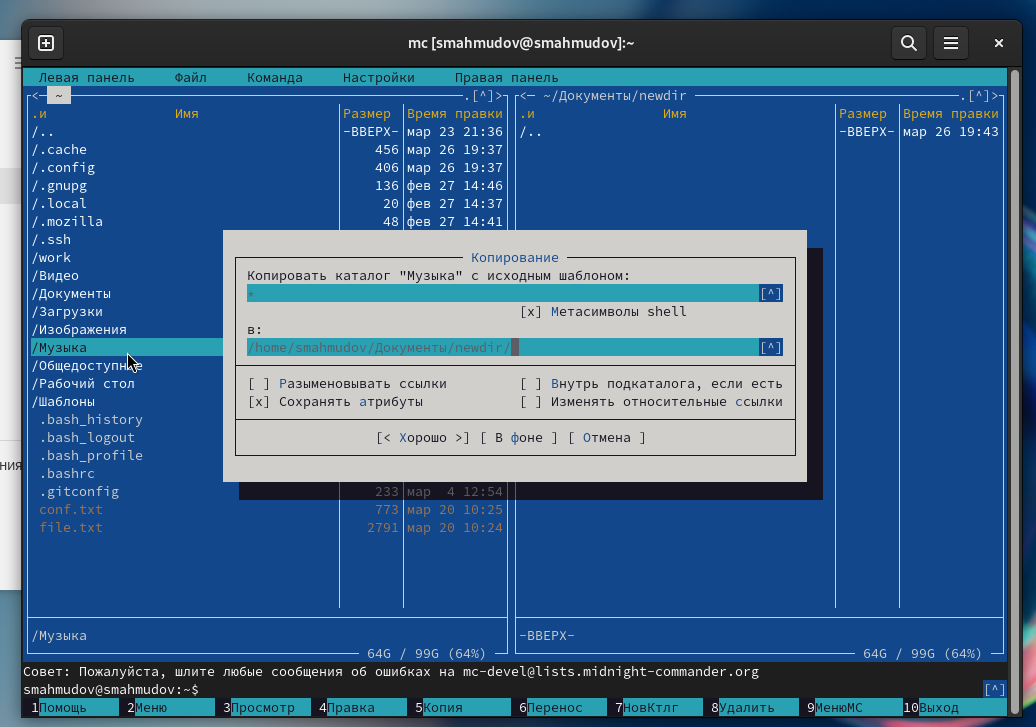 mc [smahmudov@smahmudov]:~
Левая панель Файл Команда Настройки Правая панель
<— ~ .[^]> <— ~/Документы/newdir .[^]>
.и Имя Размер Время правки .и Имя Размер Время правки
/.. -ВВЕРХ- мар 23 21:36 /.. -ВВЕРХ- мар 26 19:43
/.cache 456 мар 26 19:37
/.config 406 мар 26 19:37
/.gnupg 136 фев 27 14:46
/.local 20 фев 27 14:37
/.mozilla 48 фев 27 14:41
/.ssh
/work
/Видео
/Документы
/Загрузки
/Изображения
/Музыка
/Общедоступные
/Рабочий стол
/Шаблоны
.bash_history
.bash_logout
.bash_profile
.bashrc
.gitconfig 233 мар 4 12:54
conf.txt 773 мар 20 10:25
file.txt 2791 мар 20 10:24
Копирование
Копировать каталог "Музыка" с исходным шаблоном:
* [^]
[x] Метасимволы shell
в:
/home/smahmudov/Документы/newdir/ [^]
[ ] Разыменовывать ссылки [ ] Внутрь подкаталога, если есть
[x] Сохранять атрибуты [ ] Изменять относительные ссылки
[< Хорошо >] [ В фоне ] [ Отмена ]
/Музыка -ВВЕРХ-
64G / 99G (64%) 64G / 99G (64%)
Совет: Пожалуйста, шлите любые сообщения об ошибках на mc-devel@lists.midnight-commander.org
smahmudov@smahmudov:~$ [^]
1Помощь 2Меню 3Просмотр 4Правка 5Копия 6Перенос 7НовКтлг 8Удалить 9МенюMC 10Выход
ния